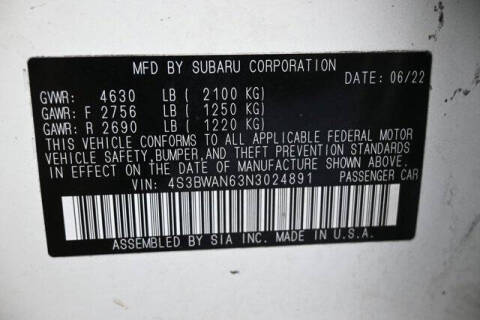 MFD BY SUBARU CORPORATION
DATE: 06/22
GVWR: 4630 LB ( 2100 KG)
GAWR: F 2756 LB ( 1250 KG)
GAWR: R 2690 LB ( 1220 KG)
THIS VEHICLE CONFORMS TO ALL APPLICABLE FEDERAL MOTOR
VEHICLE SAFETY, BUMPER, AND THEFT PREVENTION STANDARDS
IN EFFECT ON THE DATE OF MANUFACTURE SHOWN ABOVE.
VIN: 4S3BWAN63N3024891 PASSENGER CAR
ASSEMBLED BY SIA INC. MADE IN U.S.A.